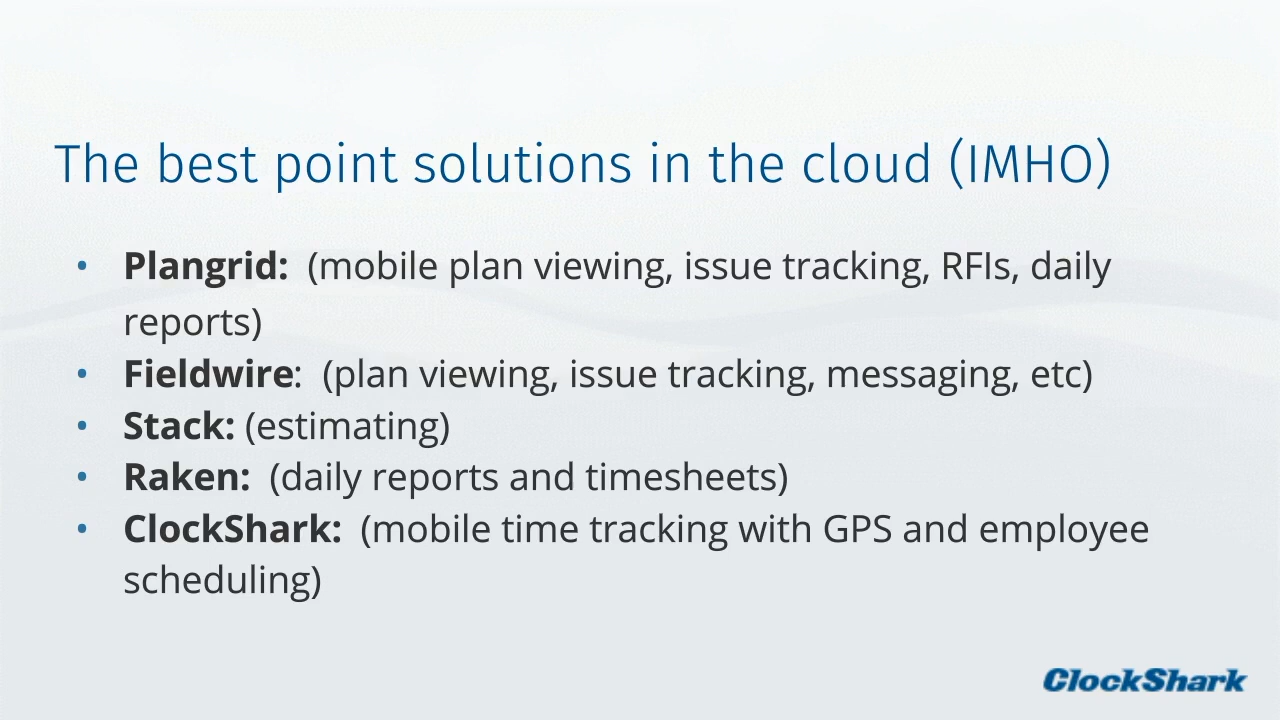 The best point solutions in the cloud (IMHO)
• Plangrid: (mobile plan viewing, issue tracking, RFIs, daily
reports)
• Fieldwire: (plan viewing, issue tracking, messaging, etc)
• Stack: (estimating)
• Raken: (daily reports and timesheets)
• ClockShark: (mobile time tracking with GPS and employee
scheduling)
ClockShark